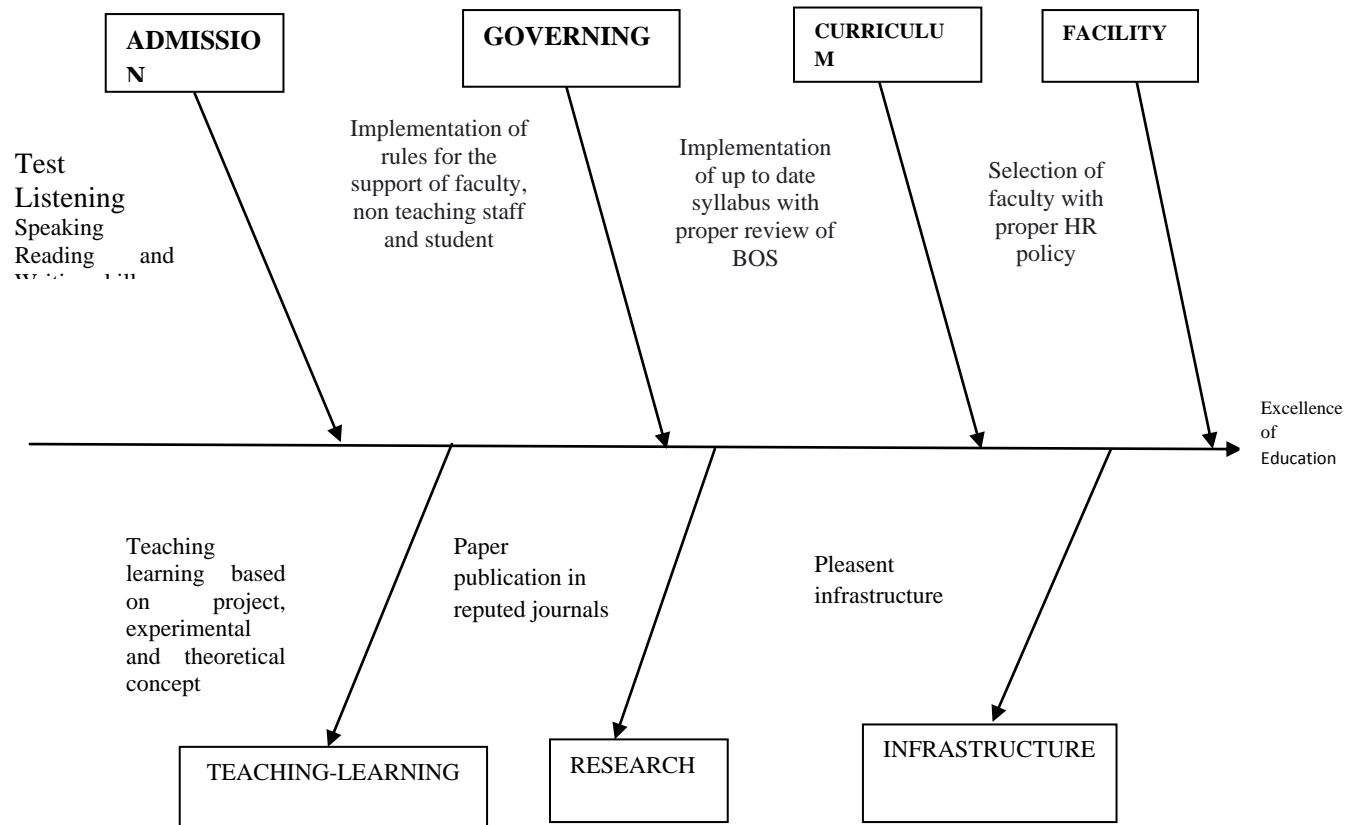 ADMISSIO
N
GOVERNING
CURRICULU
M
FACILITY
Test
Listening
Speaking
Reading and
Implementation of
rules for the
support of faculty,
non teaching staff
and student
Implementation
of up to date
syllabus with
proper review of
BOS
Selection of
faculty with
proper HR
policy
Excellence
of
Education
Teaching
learning based
on project,
experimental
and theoretical
concept
Paper
publication in
reputed journals
Pleasent
infrastructure
TEACHING-LEARNING
RESEARCH
INFRASTRUCTURE